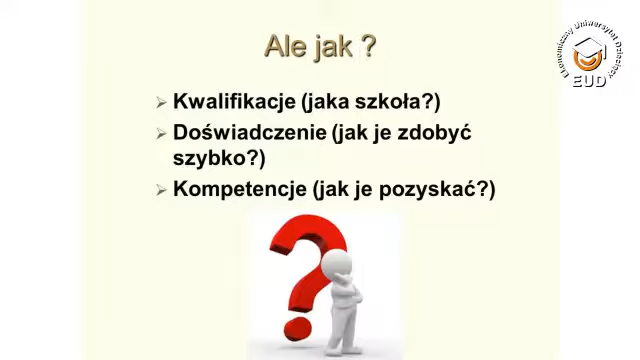 Ale jak ?
Kwalifikacje (jaka szkoła?)
Doświadczenie (jak je zdobyć
szybko?)
Kompetencje (jak je pozyskać?)
Ekonomiczny Uniwersytet Dziecięcy
EUD